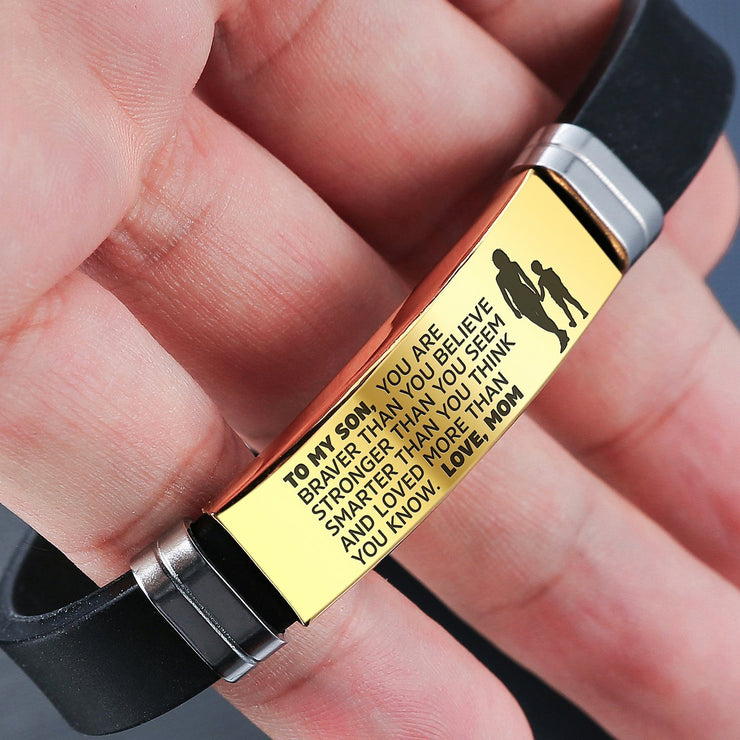 TO MY SON, YOU ARE
BRAVER THAN YOU BELIEVE
STRONGER THAN YOU SEEM
SMARTER THAN YOU THINK
AND LOVED MORE THAN
YOU KNOW. LOVE, MOM